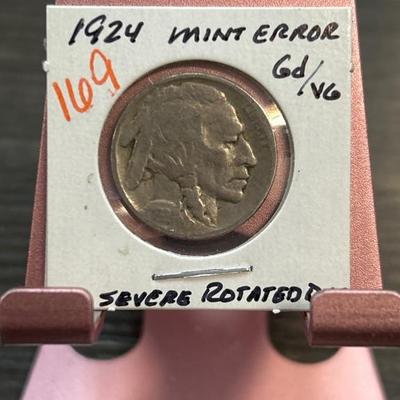 1924 MINT ERROR
Gd/VG
169
SEVERE ROTATED